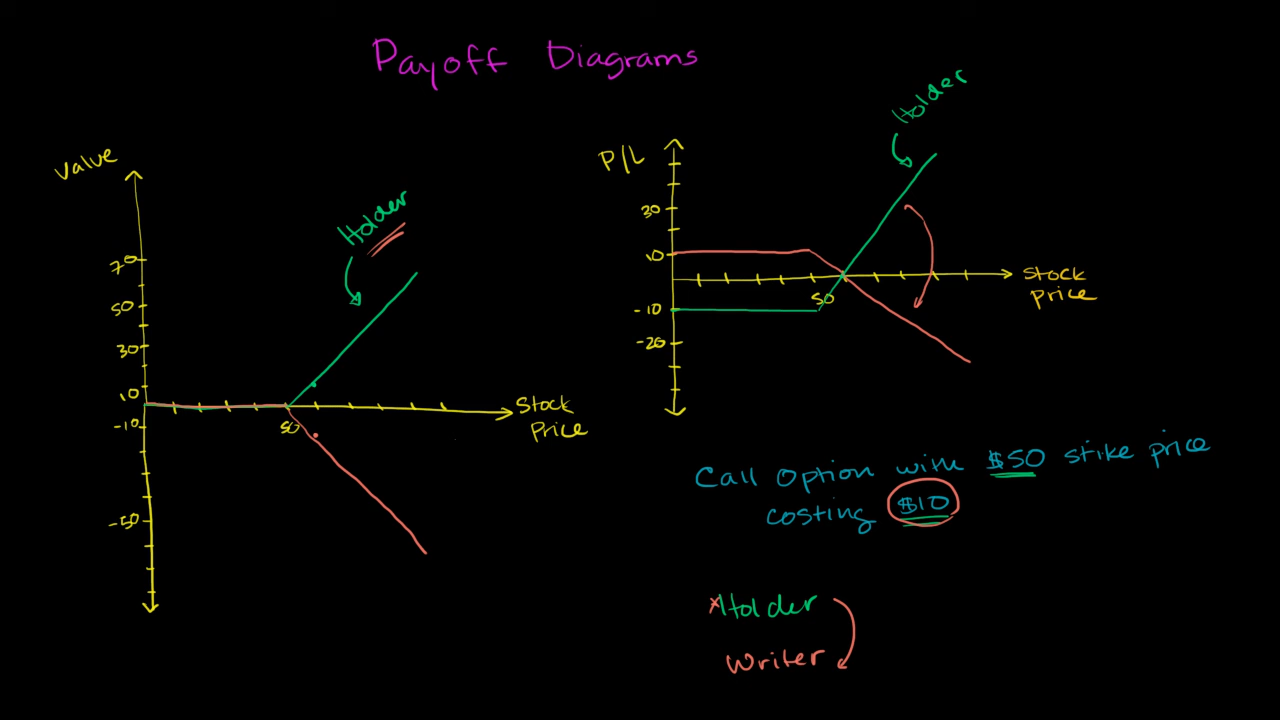 Payoff Diagrams
Value
70
50
30
10
-10
-50
50
Holder
Stock
Price
P/L
30
10
-10
-20
50
Holder
Stock
Price
Call Option with $50 stike price
costing $10
Holder
Writer